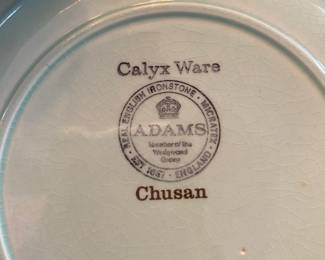 Calyx Ware
REAL ENGLISH IRONSTONE · MICRATEX ·
ADAMS
Member of the
Wedgwood
Group
EST 1657 · ENGLAND
Chusan